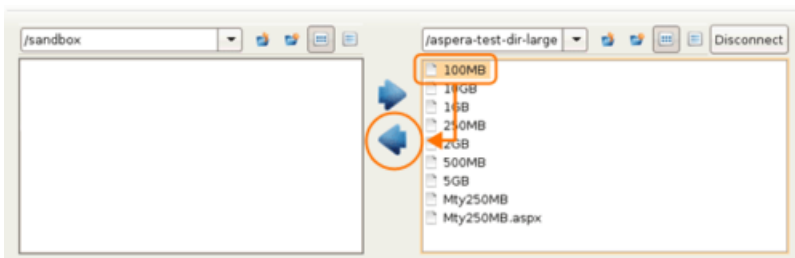 /sandbox
/aspera-test-dir-large
Disconnect
100MB
10GB
1GB
250MB
2GB
500MB
5GB
Mty250MB
Mty250MB.aspx